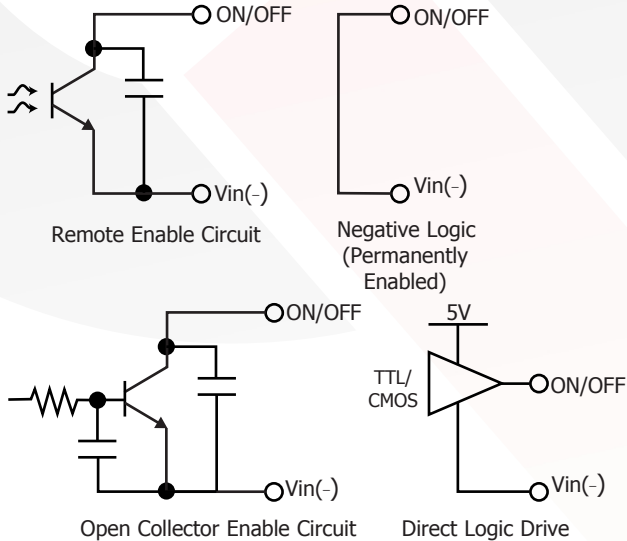 ON/OFF
Vin(-)
Remote Enable Circuit
ON/OFF
Vin(-)
Negative Logic
(Permanently
Enabled)
ON/OFF
Vin(-)
Open Collector Enable Circuit
5V
TTL/
CMOS
ON/OFF
Vin(-)
Direct Logic Drive